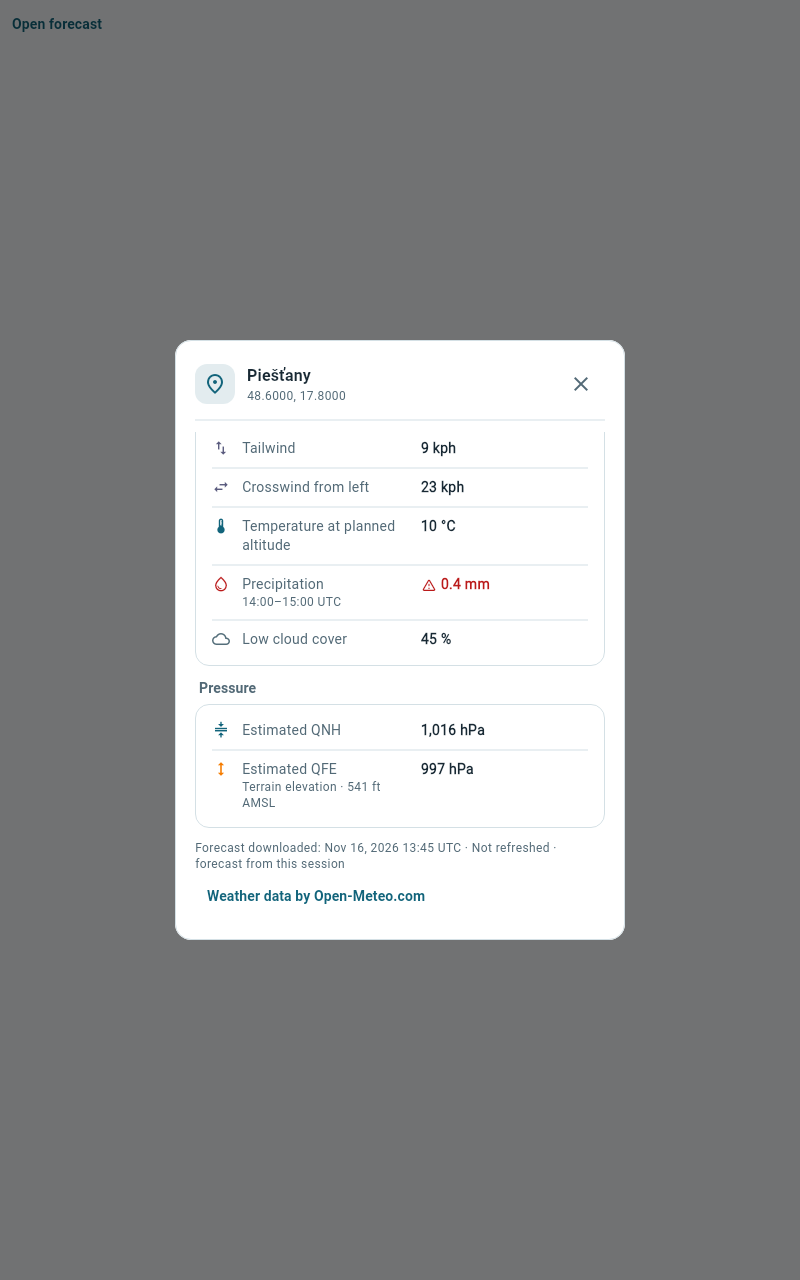 Open forecast
Piešťany
48.6000, 17.8000
Tailwind 9 kph
Crosswind from left 23 kph
Temperature at planned 10 °C
altitude
Precipitation 0.4 mm
14:00–15:00 UTC
Low cloud cover 45 %
Pressure
Estimated QNH 1,016 hPa
Estimated QFE 997 hPa
Terrain elevation · 541 ft
AMSL
Forecast downloaded: Nov 16, 2026 13:45 UTC · Not refreshed ·
forecast from this session
Weather data by Open-Meteo.com